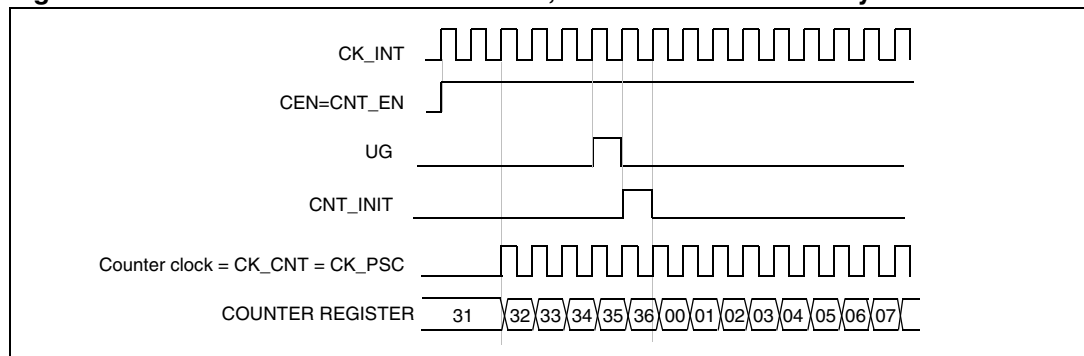 CK_INT
CEN=CNT_EN
UG
CNT_INIT
Counter clock = CK_CNT = CK_PSC
COUNTER REGISTER 31 32 33 34 35 36 00 01 02 03 04 05 06 07